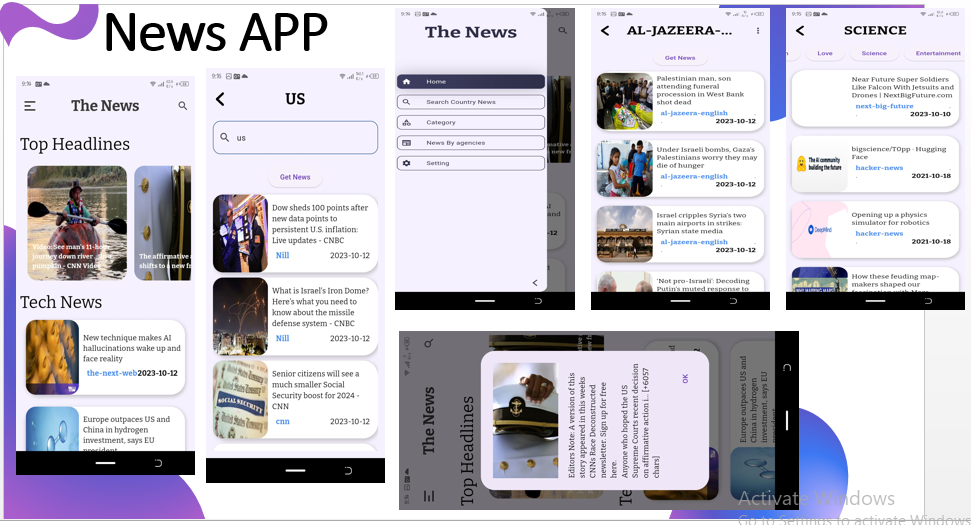 News APP
The News
Top Headlines
Video: See man's 11-hour
journey down river
pumpkin - CNN Video
The affirmative a
shifts to a new fr
Tech News
New technique makes AI
hallucinations wake up and
face reality
the-next-web 2023-10-12
Europe outpaces US and
China in hydrogen
investment, says EU
president
US
us
Get News
Dow sheds 100 points after
new data points to
persistent U.S. inflation:
Live updates - CNBC
Nill 2023-10-12
What is Israel's Iron Dome?
Here's what you need to
know about the missile
defense system - CNBC
Nill 2023-10-12
Senior citizens will see a
much smaller Social
Security boost for 2024 -
CNN
cnn 2023-10-12
SOCIAL SECURITY
The News
Home
Search Country News
Category
News By agencies
Setting
AL-JAZEERA-...
Get News
Palestinian man, son
attending funeral
procession in West Bank
shot dead
al-jazeera-english
2023-10-12
Under Israeli bombs, Gaza's
Palestinians worry they may
die of hunger
al-jazeera-english
2023-10-12
Israel cripples Syria's two
main airports in strikes:
Syrian state media
al-jazeera-english
2023-10-12
'Not pro-Israeli': Decoding
Putin's muted response to
SCIENCE
Love Science Entertainment
Near Future Super Soldiers
Like Falcon With Jetsuits and
Drones | NextBigFuture.com
next-big-future
2023-10-10
The AI community
building the future
bigscience/T0pp · Hugging
Face
hacker-news
2021-10-18
DeepMind
Opening up a physics
simulator for robotics
hacker-news
2021-10-18
How these feuding map-
makers shaped our
fascination with Mars
The News
Top Headlines
Te
Editors Note: A version of this
story appeared in this weeks
CNNs Race Deconstructed
newsletter. Sign up for free
here.
Anyone who hoped the US
Supreme Courts recent decision
on affirmative action i... [+6057
chars]
OK
Europe outpaces US and
China in hydrogen
investment, says EU
president
Activate Windows
Go to Settings to activate Windows